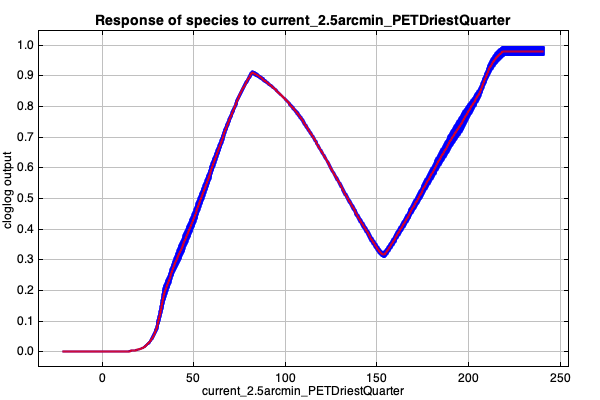 Response of species to current_2.5arcmin_PETDriestQuarter
cloglog output
1.0
0.9
0.8
0.7
0.6
0.5
0.4
0.3
0.2
0.1
0.0
0 50 100 150 200 250
current_2.5arcmin_PETDriestQuarter